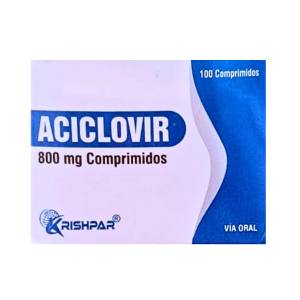 100 Comprimidos
ACICLOVIR
800 mg Comprimidos
KRISHPAR®
VÍA ORAL